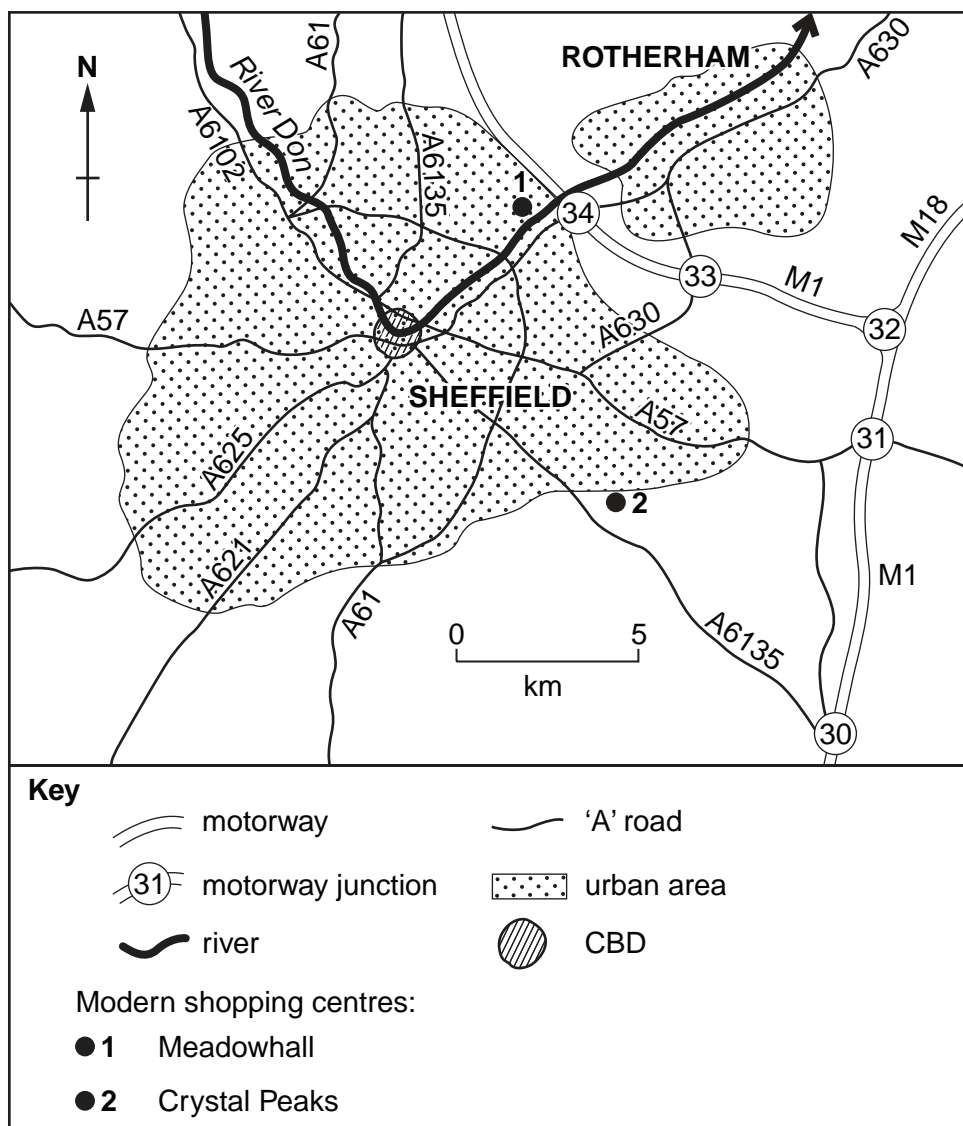 A61
A630
ROTHERHAM
N
River Don
A6102
A6135
1
34
M18
33
M1
A57
32
A630
SHEFFIELD
A57
31
A625
2
A621
M1
A61
0 5
km
A6135
30
Key
motorway
‘A’ road
31
motorway junction
urban area
river
CBD
Modern shopping centres:
1 Meadowhall
2 Crystal Peaks